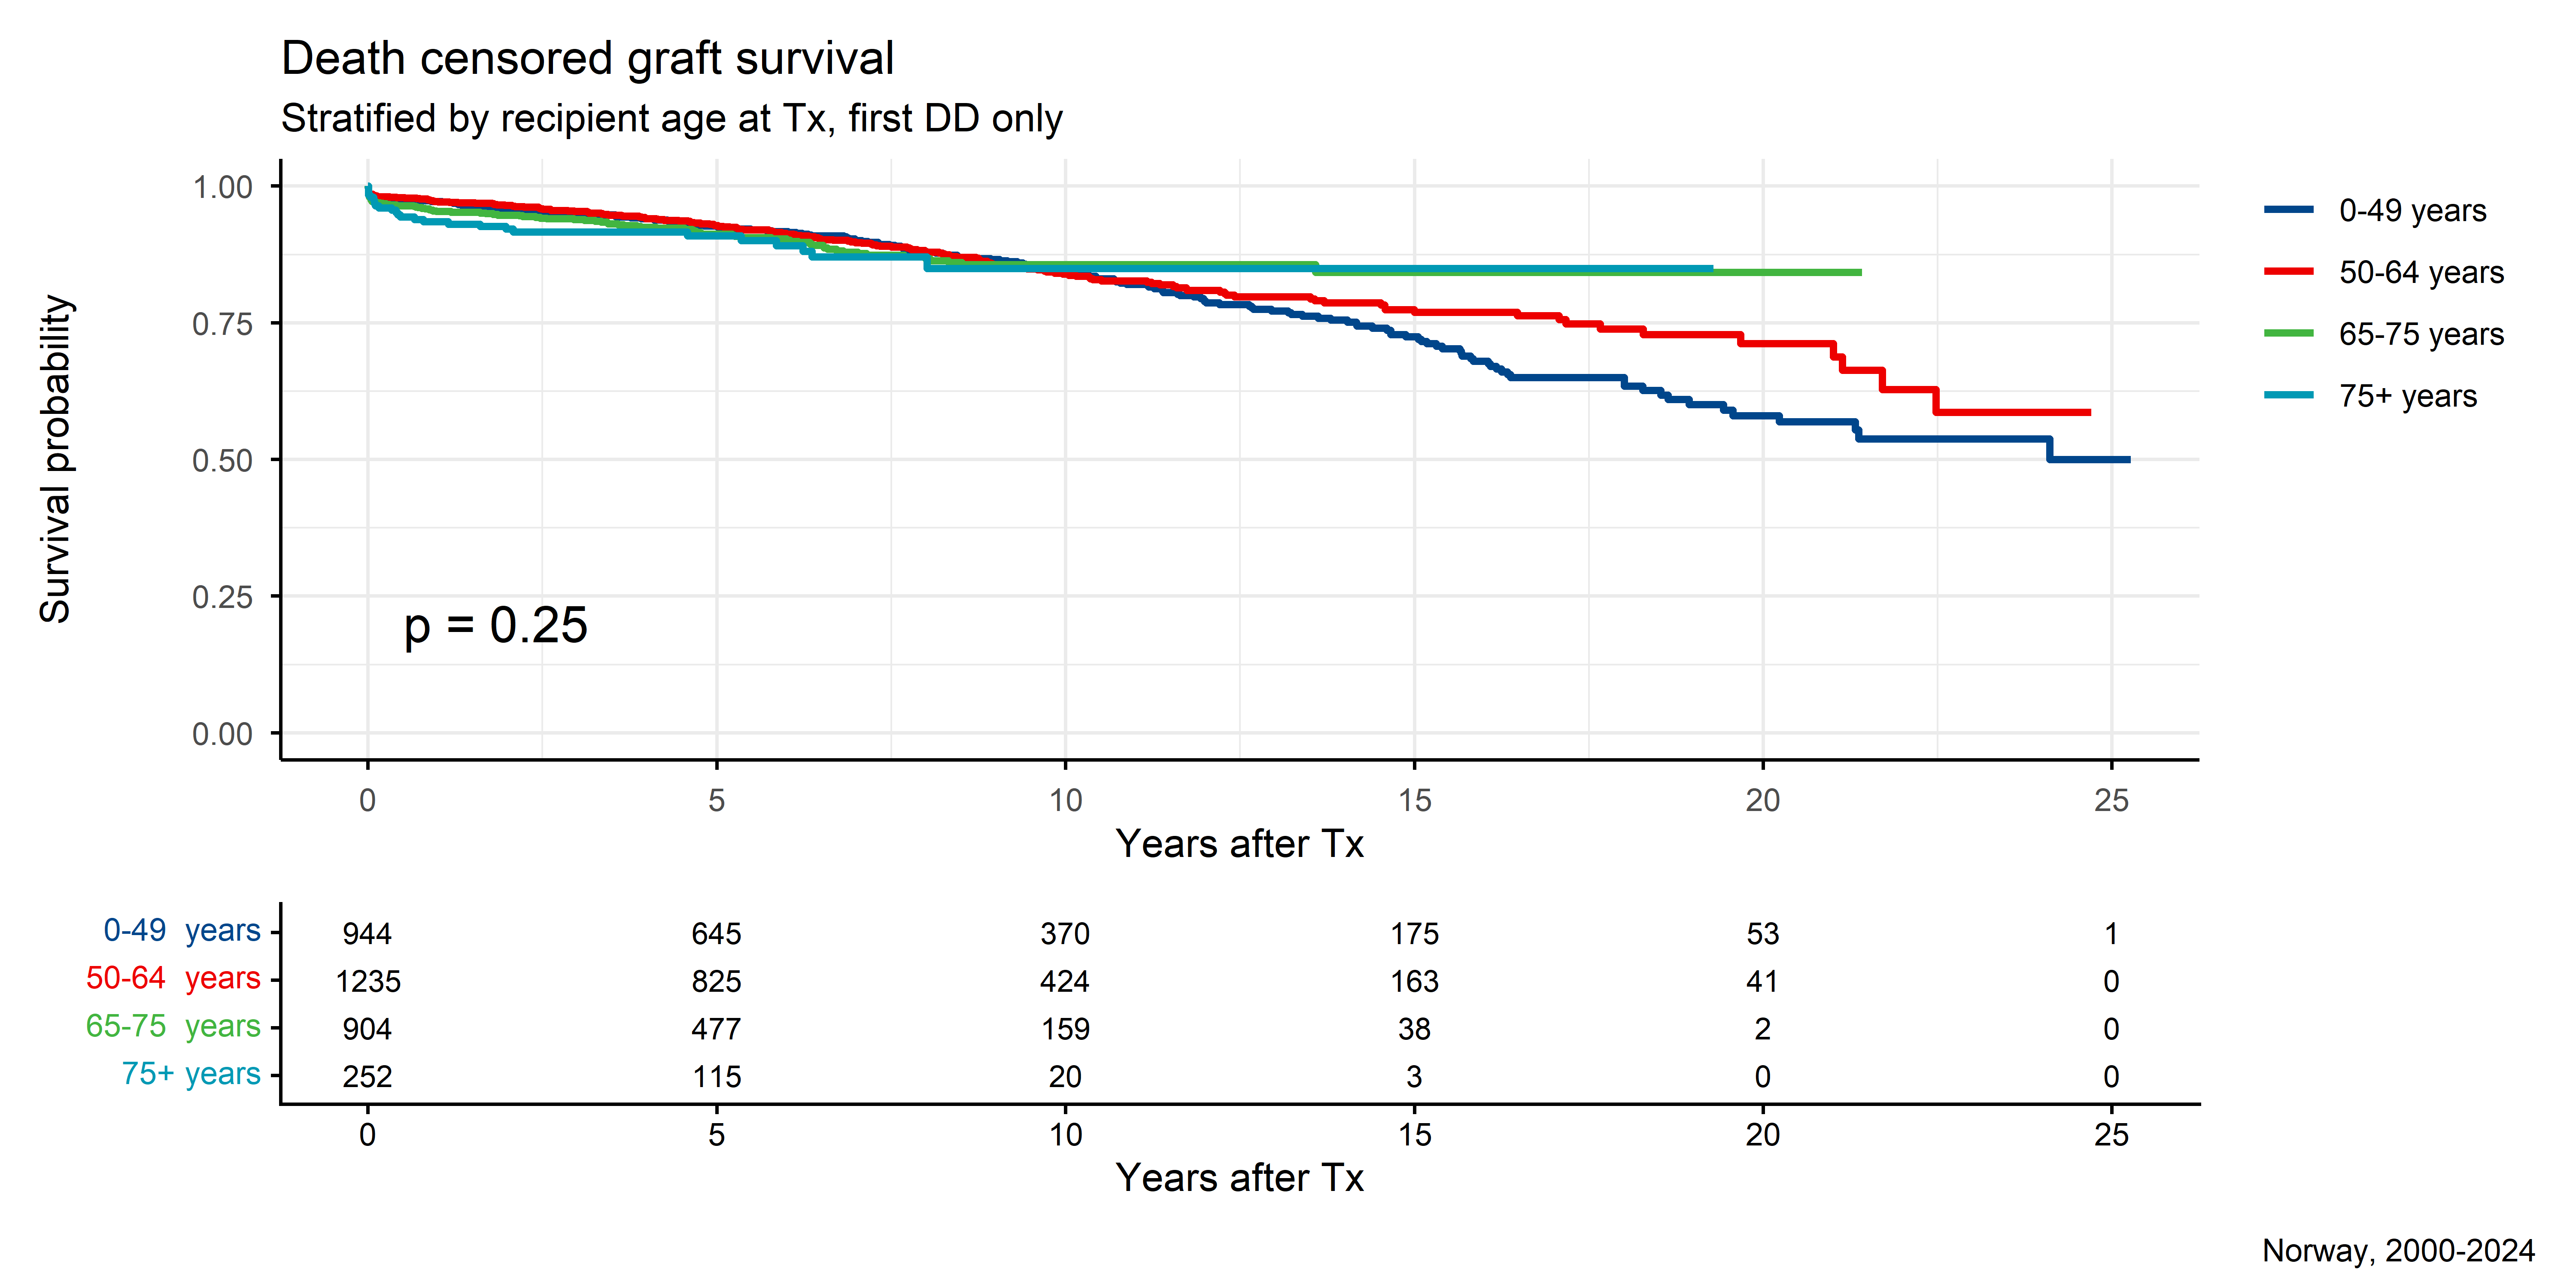 Death censored graft survival
Stratified by recipient age at Tx, first DD only
Survival probability
1.00
0.75
0.50
0.25
0.00
p = 0.25
0 5 10 15 20 25
Years after Tx
0-49 years
50-64 years
65-75 years
75+ years
0-49 years 944 645 370 175 53 1
50-64 years 1235 825 424 163 41 0
65-75 years 904 477 159 38 2 0
75+ years 252 115 20 3 0 0
0 5 10 15 20 25
Years after Tx
Norway, 2000-2024